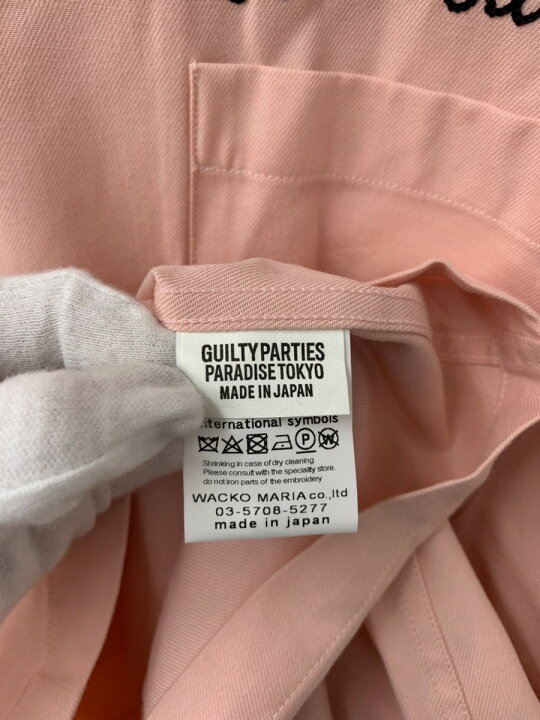 GUILTY PARTIES
PARADISE TOKYO
MADE IN JAPAN
international symbols
P W
Shrinking in case of dry cleaning
Please consult with the speciality store.
do not iron parts of the embroidery
WACKO MARIA co.,ltd
03-5708-5277
made in japan